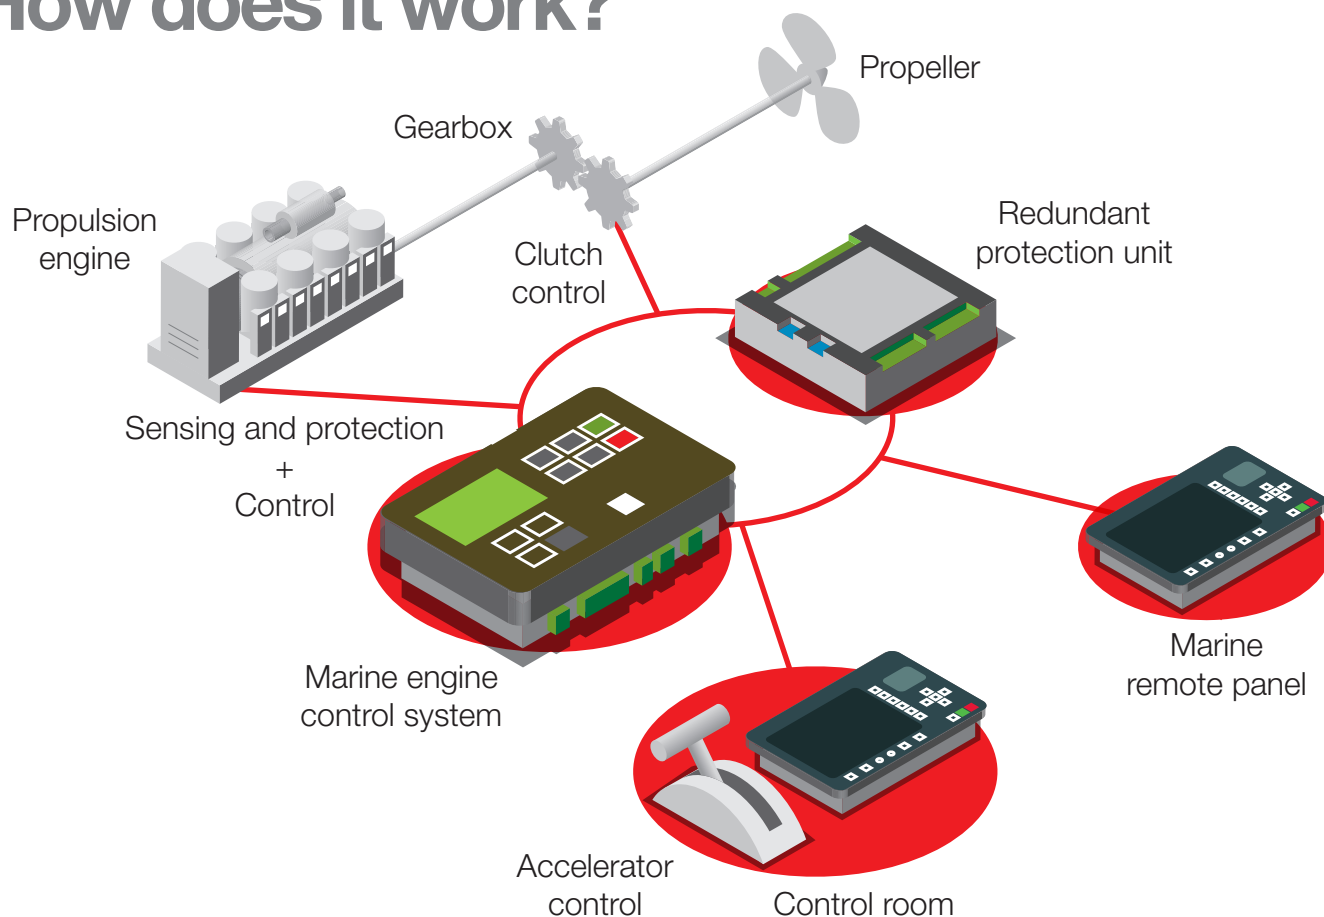 How does it work?
Propeller
Gearbox
Propulsion
engine
Redundant
protection unit
Clutch
control
Sensing and protection
+
Control
Marine engine
control system
Marine
remote panel
Accelerator
control
Control room